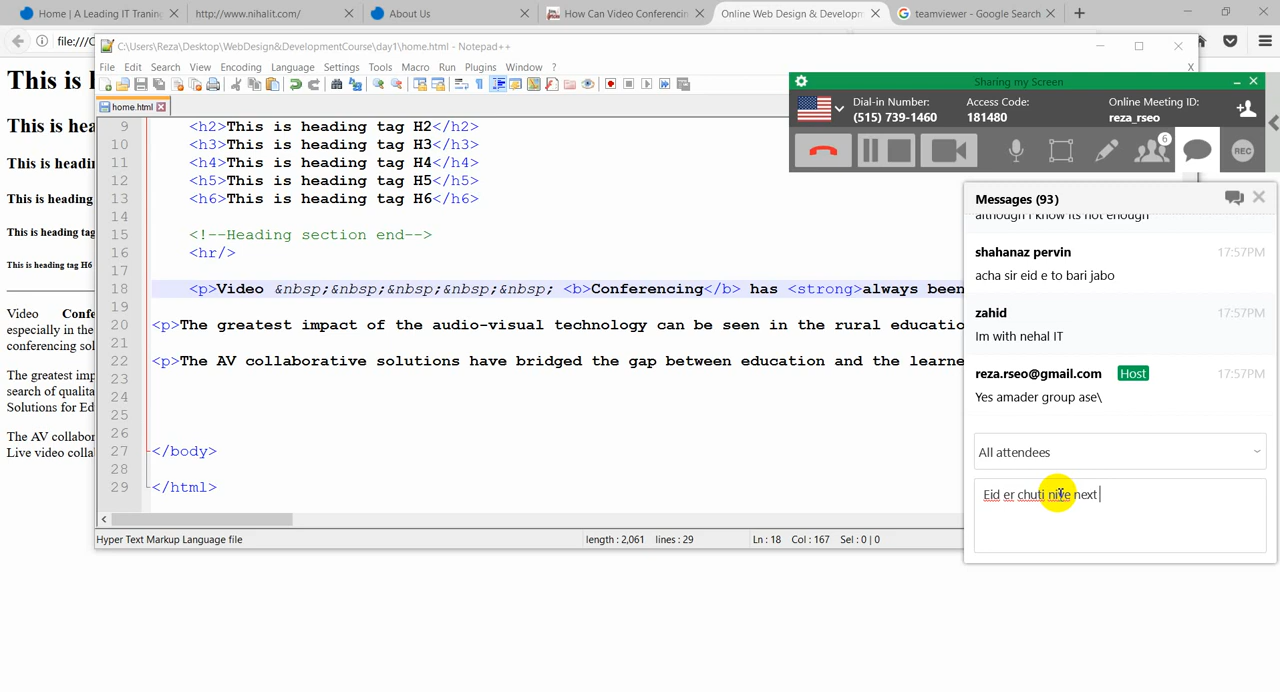 Home | A Leading IT Traning
http://www.nihalit.com/
About Us
How Can Video Conferencin
Online Web Design & Developm
teamviewer - Google Search
file:///C
C:\Users\Reza\Desktop\WebDesign&DevelopmentCourse\day1\home.html - Notepad++
File Edit Search View Encoding Language Settings Tools Macro Run Plugins Window ? X
home.html
This is
This is hea
This is headin
This is heading
This is heading tag
This is heading tag H6
Video Confe
especially in the
conferencing sol
The greatest imp
search of qualita
Solutions for Ed
The AV collabor
Live video colla
9 <h2>This is heading tag H2</h2>
10 <h3>This is heading tag H3</h3>
11 <h4>This is heading tag H4</h4>
12 <h5>This is heading tag H5</h5>
13 <h6>This is heading tag H6</h6>
14
15 <!--Heading section end-->
16 <hr/>
17
18 <p>Video &nbsp;&nbsp;&nbsp;&nbsp;&nbsp; <b>Conferencing</b> has <strong>always been
19
20 <p>The greatest impact of the audio-visual technology can be seen in the rural educatio
21
22 <p>The AV collaborative solutions have bridged the gap between education and the learne
23
24
25
26
27 </body>
28
29 </html>
Hyper Text Markup Language file length : 2,061 lines : 29 Ln : 18 Col : 167 Sel : 0 | 0
Sharing my Screen
Dial-in Number: Access Code: Online Meeting ID:
(515) 739-1460 181480 reza_rseo
6
REC
Messages (93)
although I know its not enough
shahanaz pervin 17:57PM
acha sir eid e to bari jabo
zahid 17:57PM
Im with nehal IT
reza.rseo@gmail.com Host 17:57PM
Yes amader group ase\
All attendees
Eid er chuti niye next